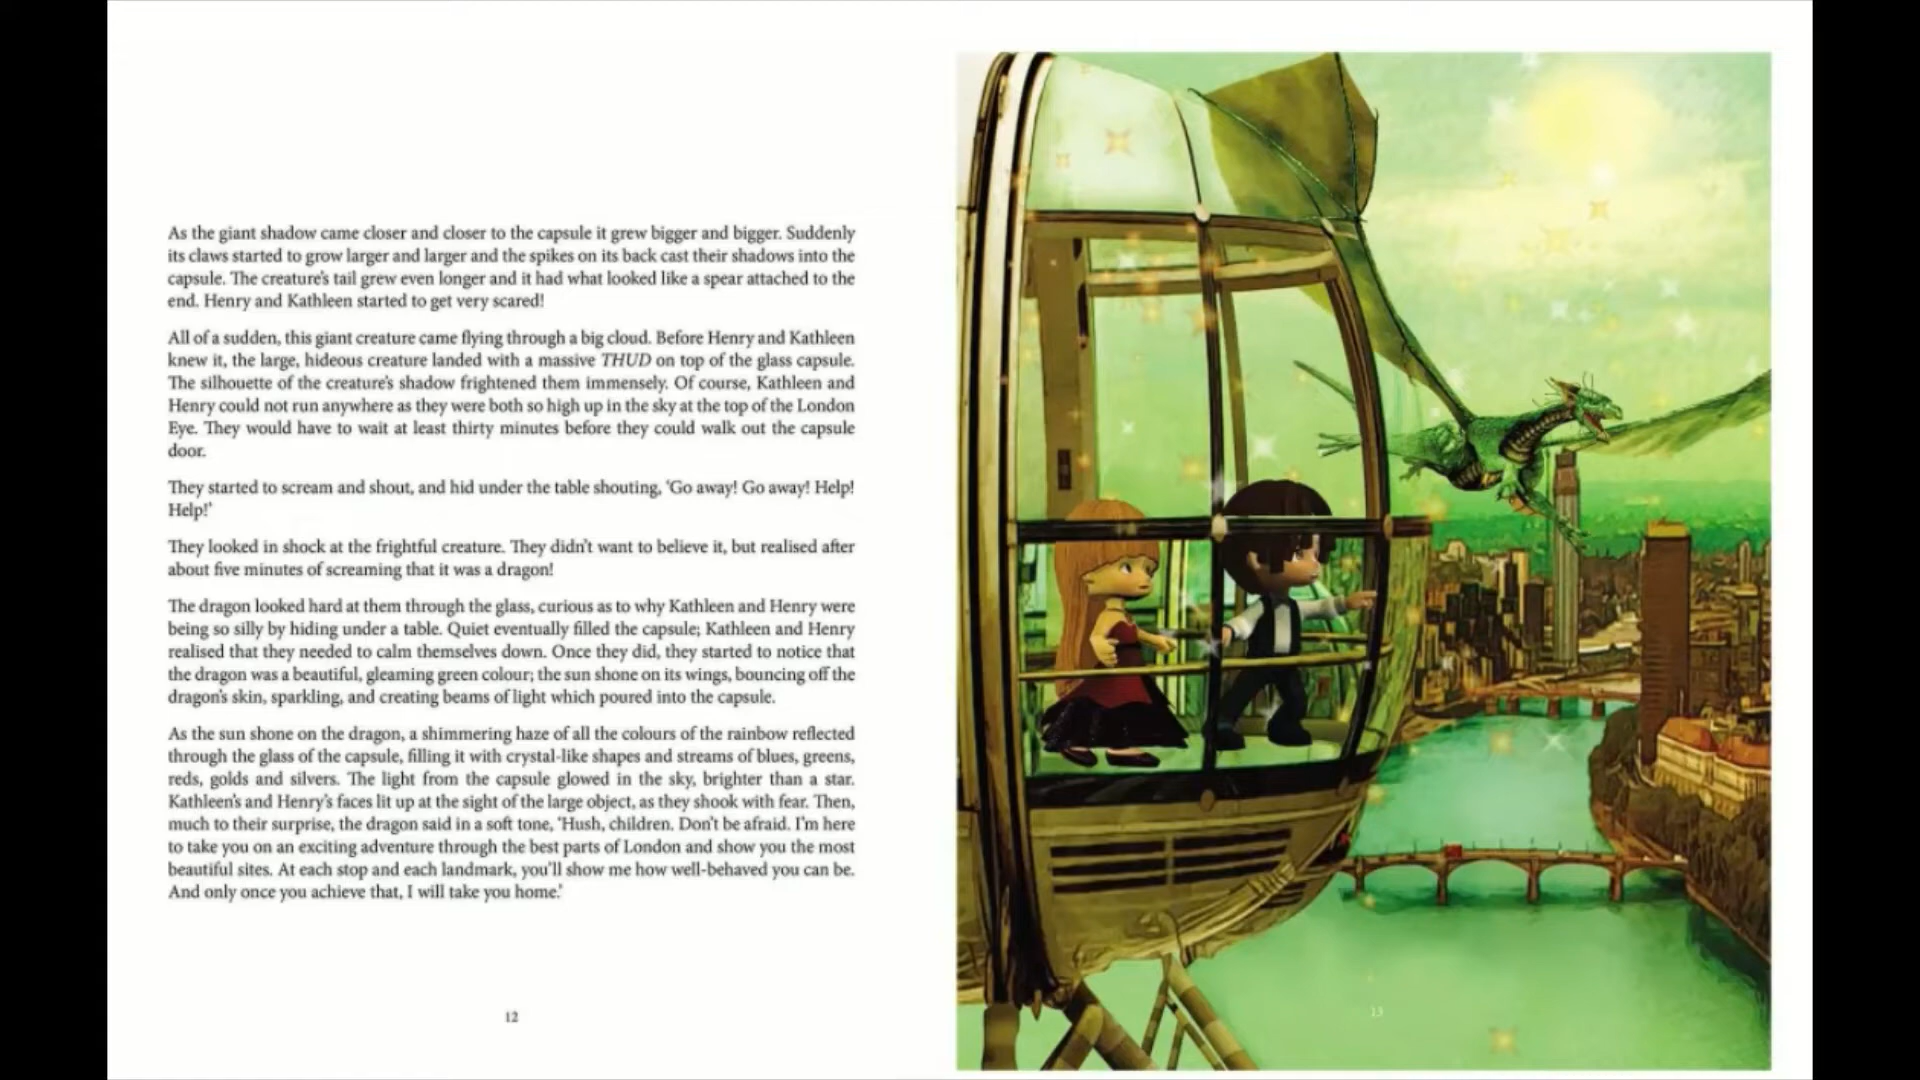 As the giant shadow came closer and closer to the capsule it grew bigger and bigger. Suddenly
its claws started to grow larger and larger and the spikes on its back cast their shadows into the
capsule. The creature's tail grew even longer and it had what looked like a spear attached to the
end. Henry and Kathleen started to get very scared!
All of a sudden, this giant creature came flying through a big cloud. Before Henry and Kathleen
knew it, the large, hideous creature landed with a massive THUD on top of the glass capsule.
The silhouette of the creature's shadow frightened them immensely. Of course, Kathleen and
Henry could not run anywhere as they were both so high up in the sky at the top of the London
Eye. They would have to wait at least thirty minutes before they could walk out the capsule
door.
They started to scream and shout, and hid under the table shouting, 'Go away! Go away! Help!
Help!'
They looked in shock at the frightful creature. They didn't want to believe it, but realised after
about five minutes of screaming that it was a dragon!
The dragon looked hard at them through the glass, curious as to why Kathleen and Henry were
being so silly by hiding under a table. Quiet eventually filled the capsule; Kathleen and Henry
realised that they needed to calm themselves down. Once they did, they started to notice that
the dragon was a beautiful, gleaming green colour; the sun shone on its wings, bouncing off the
dragon's skin, sparkling, and creating beams of light which poured into the capsule.
As the sun shone on the dragon, a shimmering haze of all the colours of the rainbow reflected
through the glass of the capsule, filling it with crystal-like shapes and streams of blues, greens,
reds, golds and silvers. The light from the capsule glowed in the sky, brighter than a star.
Kathleen's and Henry's faces lit up at the sight of the large object, as they shook with fear. Then,
much to their surprise, the dragon said in a soft tone, 'Hush, children. Don't be afraid. I'm here
to take you on an exciting adventure through the best parts of London and show you the most
beautiful sites. At each stop and each landmark, you'll show me how well-behaved you can be.
And only once you achieve that, I will take you home.'
12
13